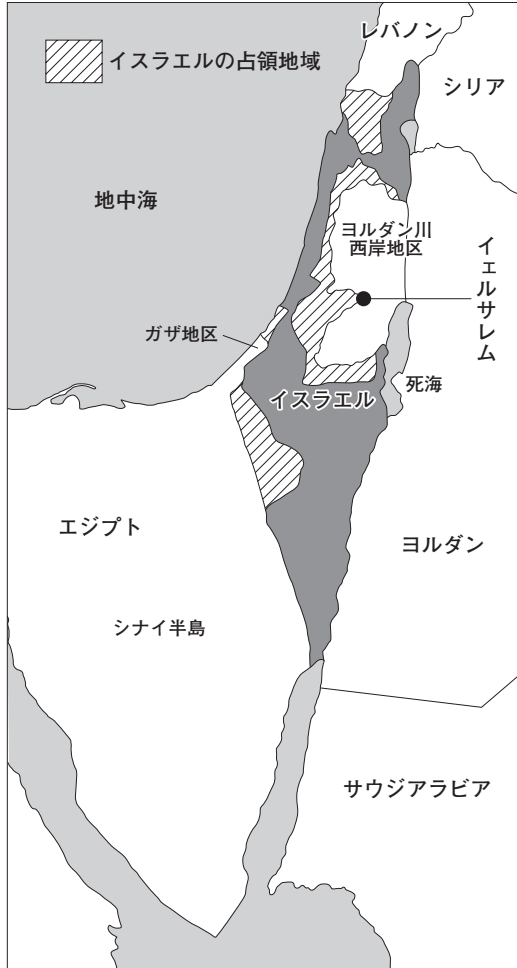 レバノン
イスラエルの占領地域
シリア
地中海
ヨルダン川
西岸地区
イェルサレム
ガザ地区
死海
イスラエル
エジプト
ヨルダン
シナイ半島
サウジアラビア